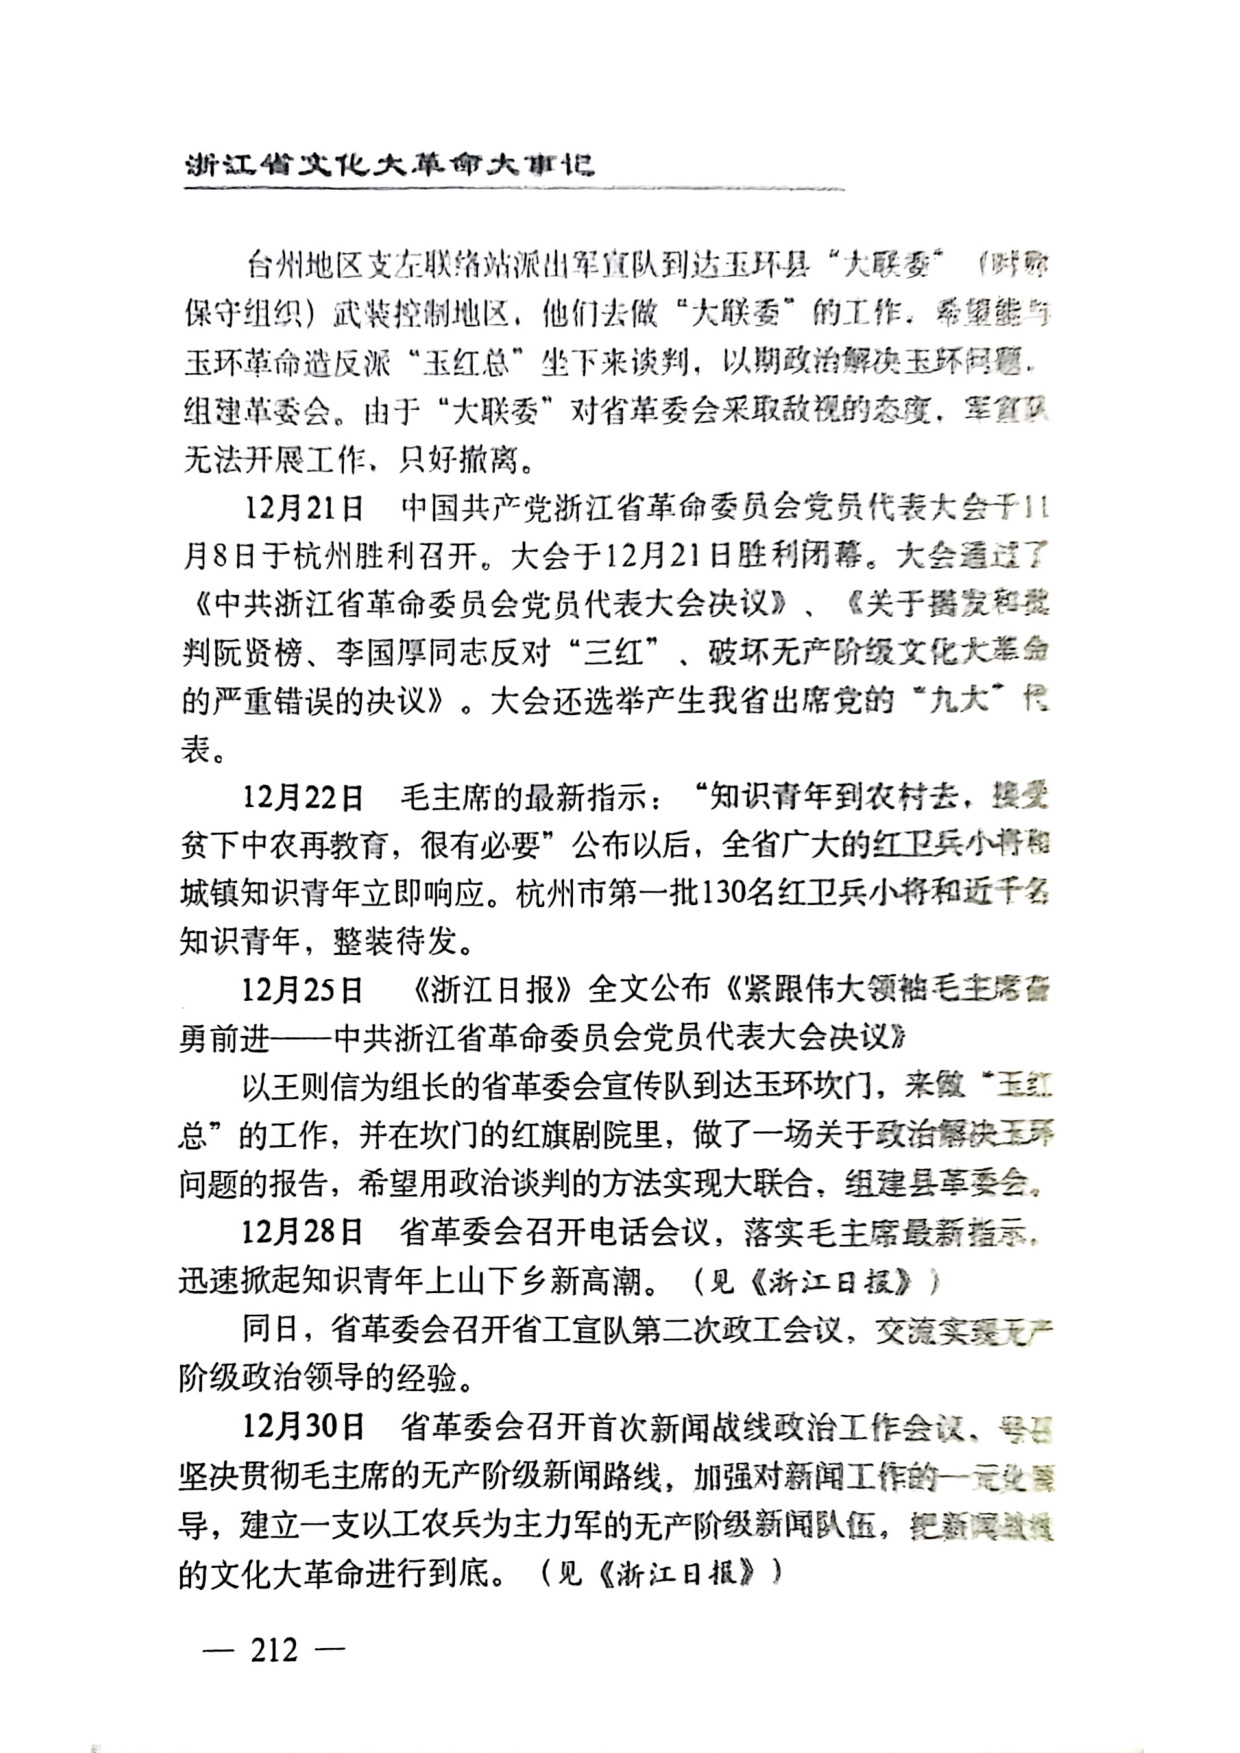 浙江省文化大革命大事记
台州地区支左联络站派出军宣队到达玉环县“大联委”（时称
保守组织）武装控制地区，他们去做“大联委”的工作，希望能与
玉环革命造反派“玉红总”坐下来谈判，以期政治解决玉环问题，
组建革委会。由于“大联委”对省革委会采取敌视的态度，军宣队
无法开展工作，只好撤离。
12月21日 中国共产党浙江省革命委员会党员代表大会于11
月8日于杭州胜利召开。大会于12月21日胜利闭幕。大会通过了
《中共浙江省革命委员会党员代表大会决议》、《关于揭发和批
判阮贤榜、李国厚同志反对“三红”、破坏无产阶级文化大革命
的严重错误的决议》。大会还选举产生我省出席党的“九大”代
表。
12月22日 毛主席的最新指示：“知识青年到农村去，接受
贫下中农再教育，很有必要”公布以后，全省广大的红卫兵小将和
城镇知识青年立即响应。杭州市第一批130名红卫兵小将和近千名
知识青年，整装待发。
12月25日 《浙江日报》全文公布《紧跟伟大领袖毛主席奋
勇前进——中共浙江省革命委员会党员代表大会决议》
以王则信为组长的省革委会宣传队到达玉环坎门，来做“玉红
总”的工作，并在坎门的红旗剧院里，做了一场关于政治解决玉环
问题的报告，希望用政治谈判的方法实现大联合，组建县革委会。
12月28日 省革委会召开电话会议，落实毛主席最新指示，
迅速掀起知识青年上山下乡新高潮。（见《浙江日报》）
同日，省革委会召开省工宣队第二次政工会议，交流实现无产
阶级政治领导的经验。
12月30日 省革委会召开首次新闻战线政治工作会议，号召
坚决贯彻毛主席的无产阶级新闻路线，加强对新闻工作的一元化领
导，建立一支以工农兵为主力军的无产阶级新闻队伍，把新闻战线
的文化大革命进行到底。（见《浙江日报》）
— 212 —